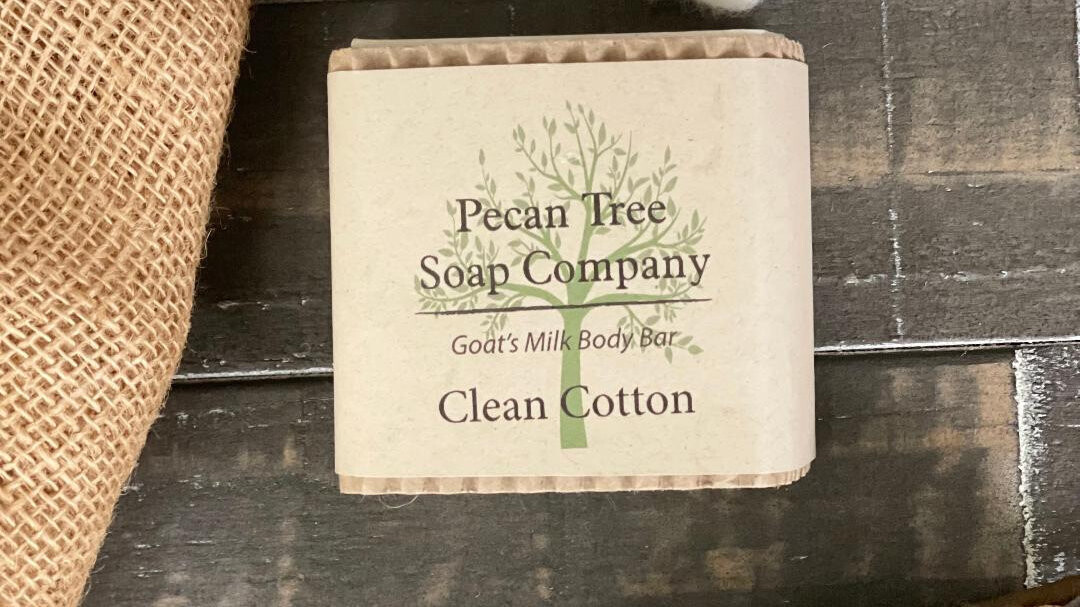 Pecan Tree
Soap Company
Goat's Milk Body Bar
Clean Cotton